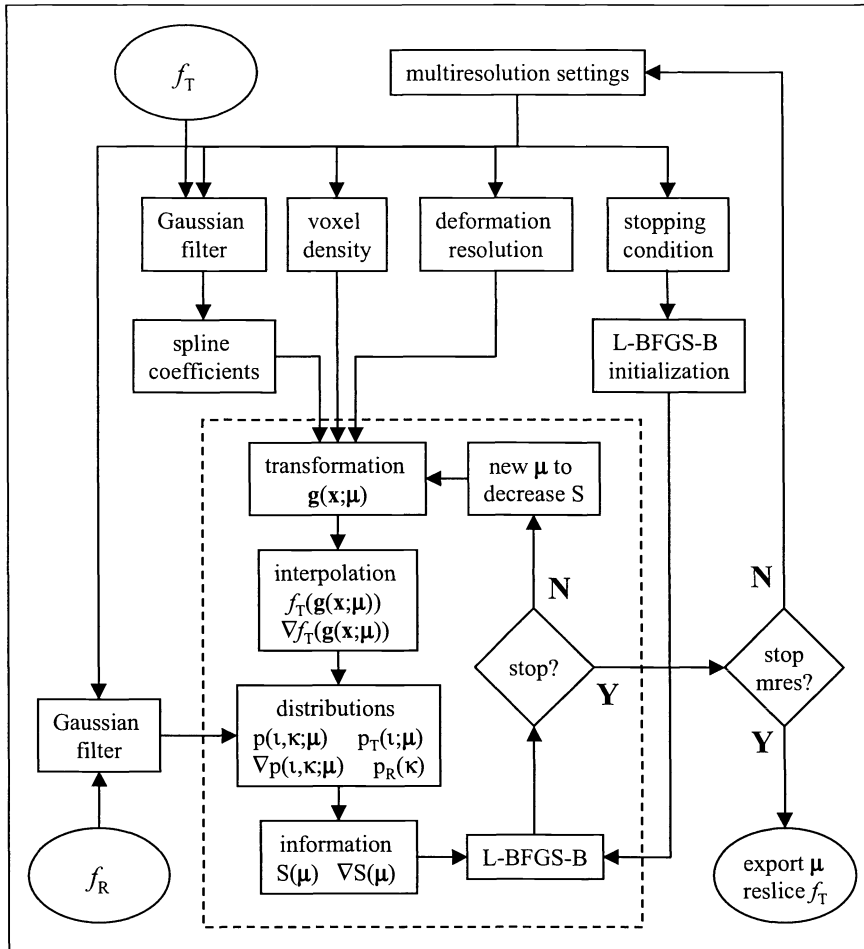 f_T
multiresolution settings
Gaussian
filter
voxel
density
deformation
resolution
stopping
condition
spline
coefficients
L-BFGS-B
initialization
transformation
g(x;μ)
new μ to
decrease S
interpolation
f_T(g(x;μ))
∇f_T(g(x;μ))
N
N
stop?
Y
stop
mres?
Y
Gaussian
filter
distributions
p(ι,κ;μ) p_T(ι;μ)
∇p(ι,κ;μ) p_R(κ)
information
S(μ) ∇S(μ)
L-BFGS-B
f_R
export μ
reslice f_T